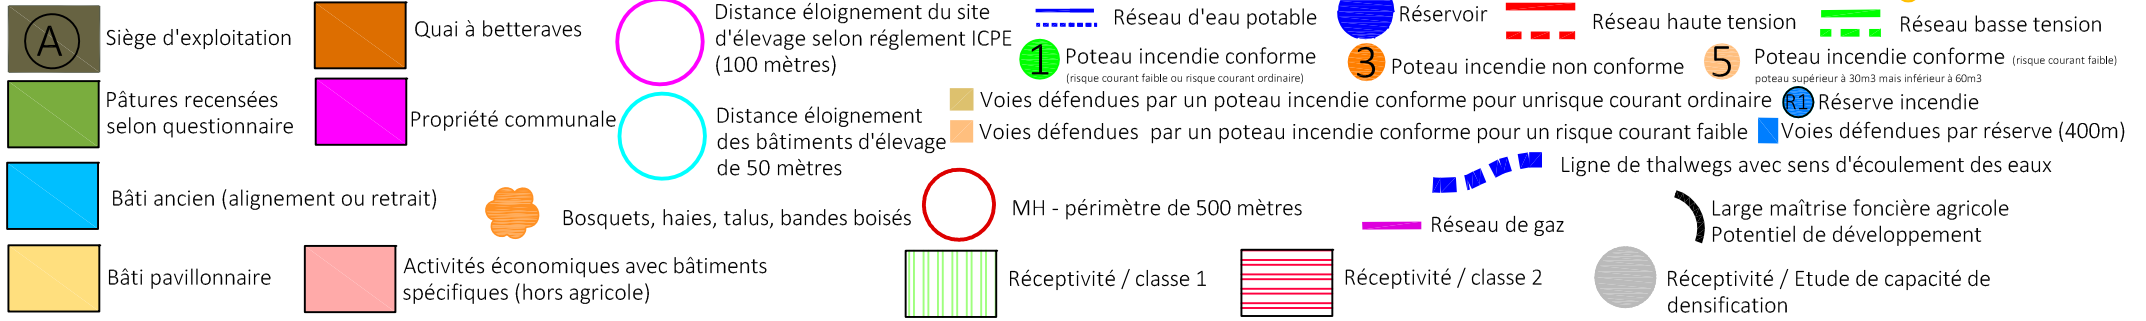 A
Siège d'exploitation
Quai à betteraves
Distance éloignement du site
d'élevage selon réglement ICPE
(100 mètres)
Réseau d'eau potable
Réservoir
Réseau haute tension
Réseau basse tension
1
Poteau incendie conforme
(risque courant faible ou risque courant ordinaire)
3
Poteau incendie non conforme
5
Poteau incendie conforme (risque courant faible)
poteau supérieur à 30m3 mais inférieur à 60m3
Pâtures recensées
selon questionnaire
Propriété communale
Distance éloignement
des bâtiments d'élevage
de 50 mètres
Voies défendues par un poteau incendie conforme pour unrisque courant ordinaire
R1
Réserve incendie
Voies défendues par un poteau incendie conforme pour un risque courant faible
Voies défendues par réserve (400m)
Ligne de thalwegs avec sens d'écoulement des eaux
Bâti ancien (alignement ou retrait)
Bosquets, haies, talus, bandes boisés
MH - périmètre de 500 mètres
Réseau de gaz
Large maîtrise foncière agricole
Potentiel de développement
Bâti pavillonnaire
Activités économiques avec bâtiments
spécifiques (hors agricole)
Réceptivité / classe 1
Réceptivité / classe 2
Réceptivité / Etude de capacité de
densification